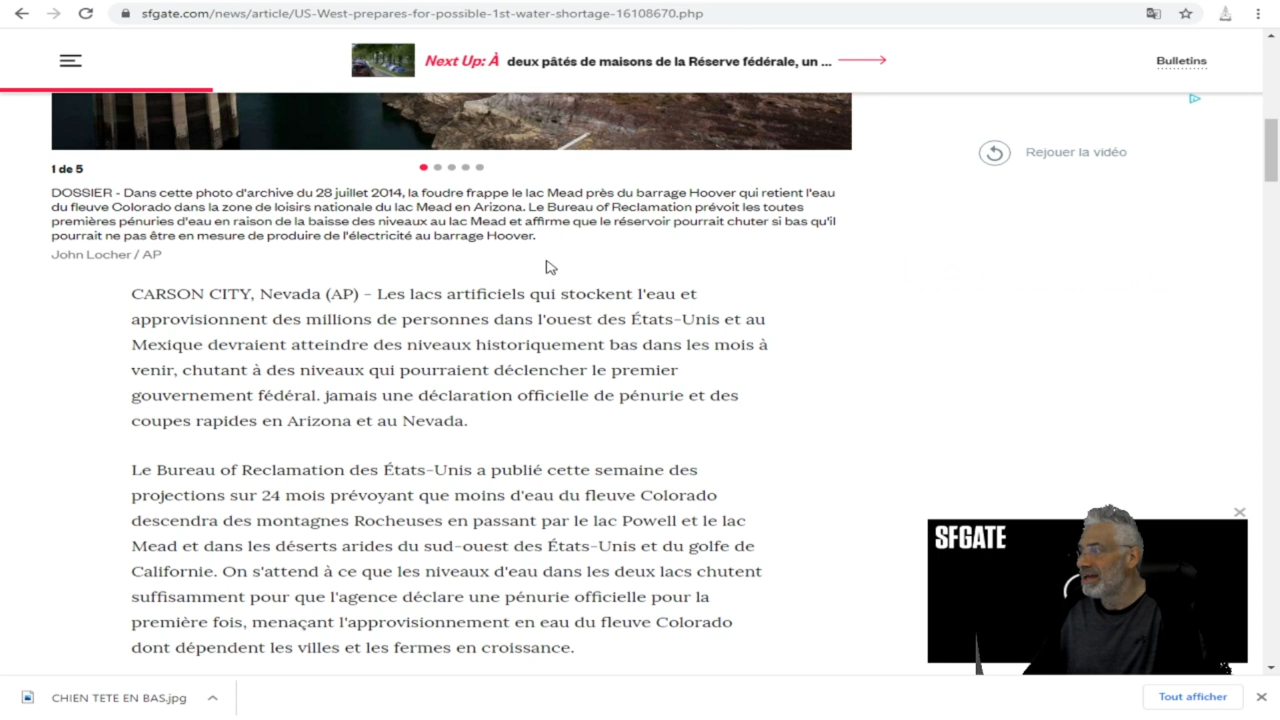 sfgate.com/news/article/US-West-prepares-for-possible-1st-water-shortage-16108670.php
Next Up: À deux pâtés de maisons de la Réserve fédérale, un ...
Bulletins
1 de 5
Rejouer la vidéo
DOSSIER - Dans cette photo d'archive du 28 juillet 2014, la foudre frappe le lac Mead près du barrage Hoover qui retient l'eau
du fleuve Colorado dans la zone de loisirs nationale du lac Mead en Arizona. Le Bureau of Reclamation prévoit les toutes
premières pénuries d'eau en raison de la baisse des niveaux au lac Mead et affirme que le réservoir pourrait chuter si bas qu'il
pourrait ne pas être en mesure de produire de l'électricité au barrage Hoover.
John Locher / AP
CARSON CITY, Nevada (AP) - Les lacs artificiels qui stockent l'eau et
approvisionnent des millions de personnes dans l'ouest des États-Unis et au
Mexique devraient atteindre des niveaux historiquement bas dans les mois à
venir, chutant à des niveaux qui pourraient déclencher le premier
gouvernement fédéral. jamais une déclaration officielle de pénurie et des
coupes rapides en Arizona et au Nevada.
Le Bureau of Reclamation des États-Unis a publié cette semaine des
projections sur 24 mois prévoyant que moins d'eau du fleuve Colorado
descendra des montagnes Rocheuses en passant par le lac Powell et le lac
Mead et dans les déserts arides du sud-ouest des États-Unis et du golfe de
Californie. On s'attend à ce que les niveaux d'eau dans les deux lacs chutent
suffisamment pour que l'agence déclare une pénurie officielle pour la
première fois, menaçant l'approvisionnement en eau du fleuve Colorado
dont dépendent les villes et les fermes en croissance.
SFGATE
CHIEN TETE EN BAS.jpg
Tout afficher